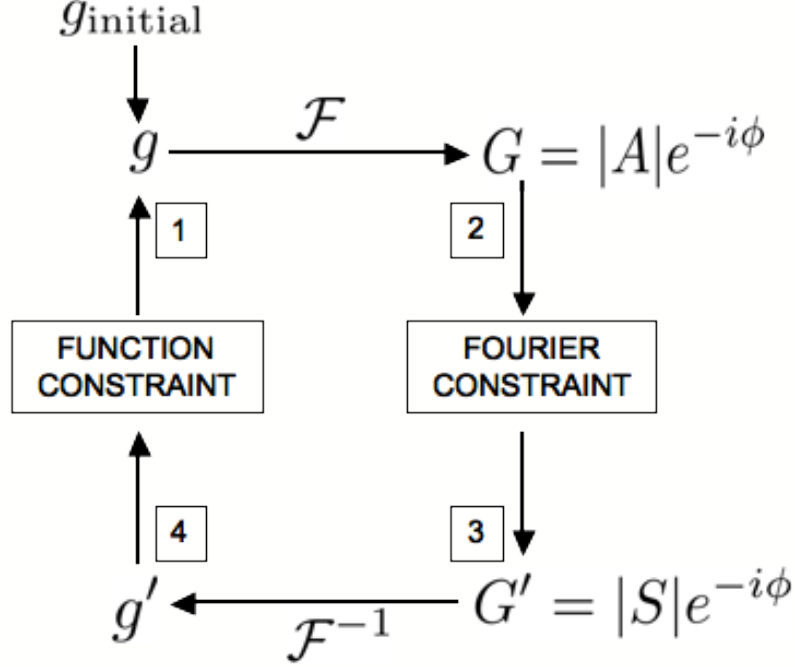 g_initial
g
ℱ
G = |A|e^{-iϕ}
1
2
FUNCTION
CONSTRAINT
FOURIER
CONSTRAINT
4
3
g′
ℱ^{-1}
G′ = |S|e^{-iϕ}